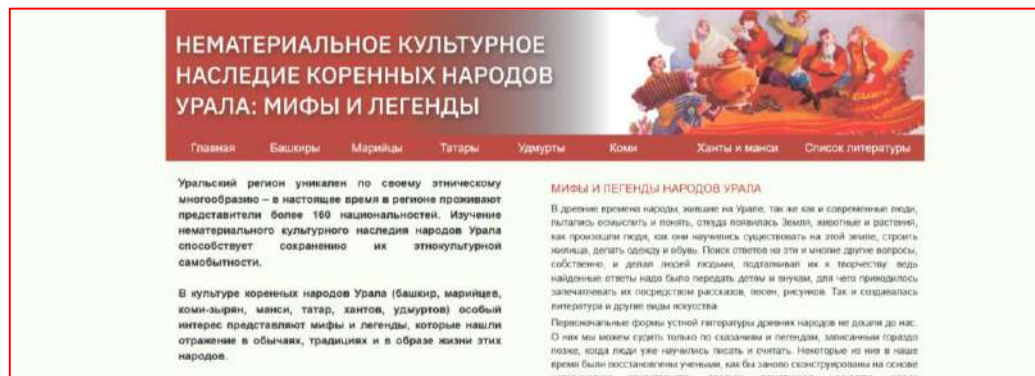 НЕМАТЕРИАЛЬНОЕ КУЛЬТУРНОЕ
НАСЛЕДИЕ КОРЕННЫХ НАРОДОВ
УРАЛА: МИФЫ И ЛЕГЕНДЫ
Главная Башкиры Марийцы Татары Удмурты Коми Ханты и манси Список литературы
Уральский регион уникален по своему этническому
многообразию – в настоящее время в регионе проживают
представители более 160 национальностей. Изучение
нематериального культурного наследия народов Урала
способствует сохранению их этнокультурной
самобытности.
В культуре коренных народов Урала (башкир, марийцев,
коми-зырян, манси, татар, хантов, удмуртов) особый
интерес представляют мифы и легенды, которые нашли
отражение в обычаях, традициях и в образе жизни этих
народов.
МИФЫ И ЛЕГЕНДЫ НАРОДОВ УРАЛА
В древние времена народы, жившие на Урале, так же как и современные люди,
пытались осмыслить и понять, откуда появилась Земля, животные и растения,
как произошли люди, как они научились существовать на этой земле, строить
жилища, делать одежду и обувь. Поиск ответов на эти и многие другие вопросы,
собственно, и делал людей людьми, подталкивал их к творчеству: ведь
найденные ответы надо было передать детям и внукам, для чего приходилось
запечатлевать их посредством рассказов, песен, рисунков. Так и создавалась
литература и другие виды искусства.
Первоначальные формы устной литературы древних народов не дошли до нас.
О них мы можем судить только по сказаниям и легендам, записанным гораздо
позже, когда люди уже научились писать и считать. Некоторые из них в наше
время были восстановлены учеными, как бы заново сконструированы на основе